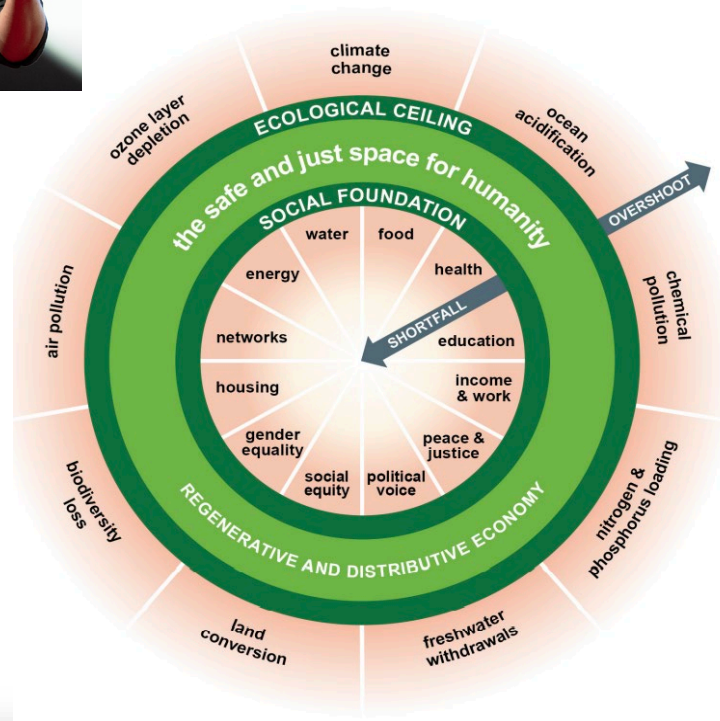 climate
change
ocean
acidification
chemical
pollution
nitrogen &
phosphorus loading
freshwater
withdrawals
land
conversion
biodiversity
loss
air pollution
ozone layer
depletion
ECOLOGICAL CEILING
the safe and just space for humanity
SOCIAL FOUNDATION
OVERSHOOT
water
food
health
SHORTFALL
education
income
& work
peace &
justice
political
voice
social
equity
gender
equality
housing
networks
energy
REGENERATIVE AND DISTRIBUTIVE ECONOMY